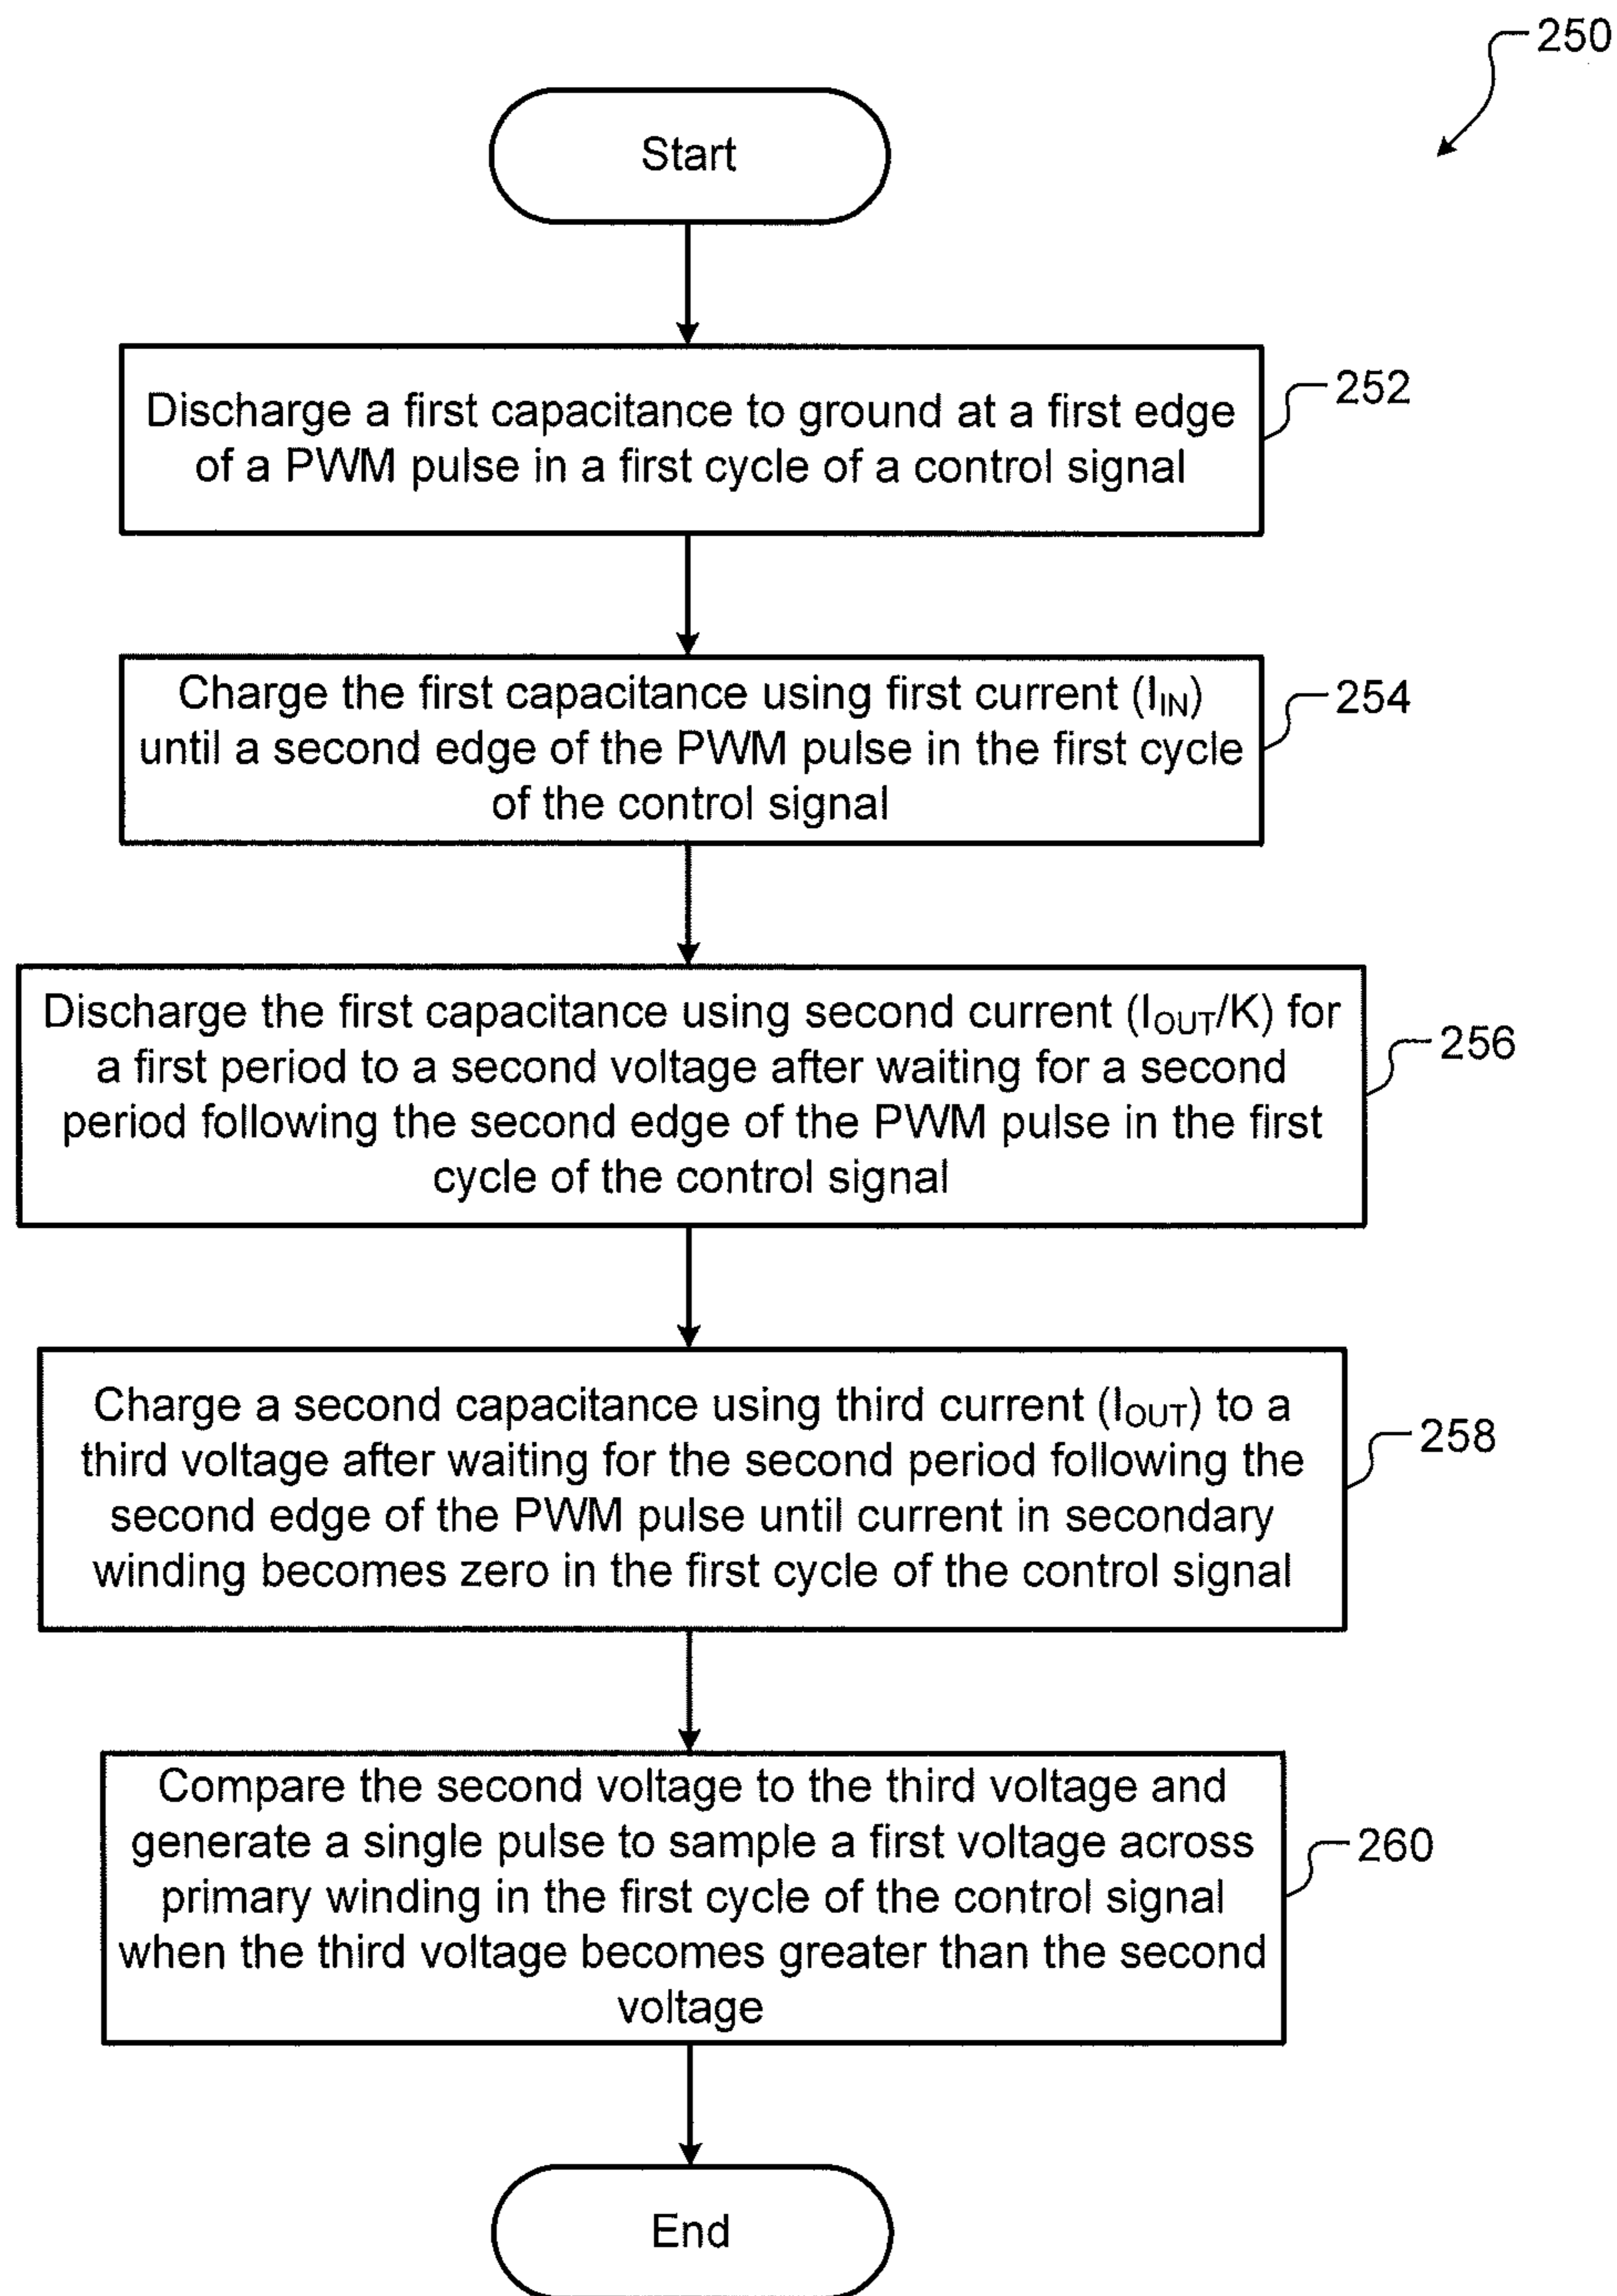 250
Start
Discharge a first capacitance to ground at a first edge
of a PWM pulse in a first cycle of a control signal
252
Charge the first capacitance using first current (I_IN)
until a second edge of the PWM pulse in the first cycle
of the control signal
254
Discharge the first capacitance using second current (I_OUT/K) for
a first period to a second voltage after waiting for a second
period following the second edge of the PWM pulse in the first
cycle of the control signal
256
Charge a second capacitance using third current (I_OUT) to a
third voltage after waiting for the second period following the
second edge of the PWM pulse until current in secondary
winding becomes zero in the first cycle of the control signal
258
Compare the second voltage to the third voltage and
generate a single pulse to sample a first voltage across
primary winding in the first cycle of the control signal
when the third voltage becomes greater than the second
voltage
260
End